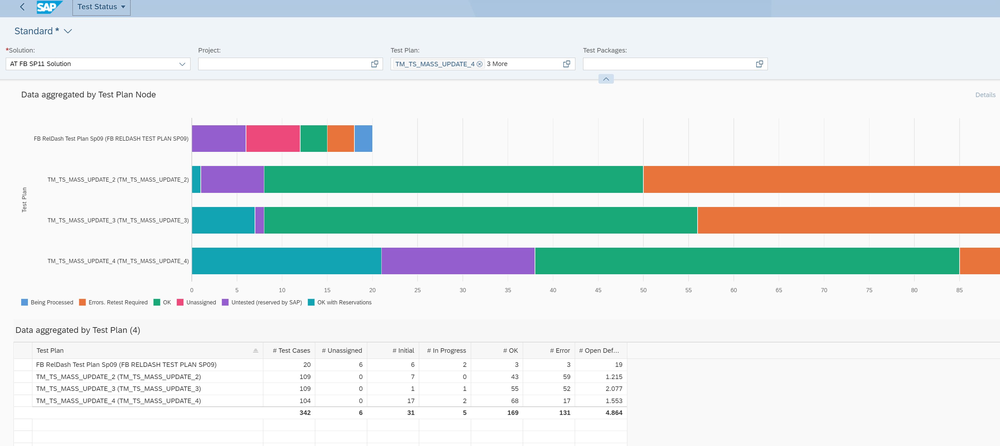 SAP Test Status
Standard *
*Solution: Project: Test Plan: Test Packages:
AT FB SP11 Solution TM_TS_MASS_UPDATE_4 3 More
Data aggregated by Test Plan Node Details
Test Plan
FB RelDash Test Plan Sp09 (FB RELDASH TEST PLAN SP09)
TM_TS_MASS_UPDATE_2 (TM_TS_MASS_UPDATE_2)
TM_TS_MASS_UPDATE_3 (TM_TS_MASS_UPDATE_3)
TM_TS_MASS_UPDATE_4 (TM_TS_MASS_UPDATE_4)
0 5 10 15 20 25 30 35 40 45 50 55 60 65 70 75 80 85
Being Processed Errors. Retest Required OK Unassigned Untested (reserved by SAP) OK with Reservations
Data aggregated by Test Plan (4)
Test Plan # Test Cases # Unassigned # Initial # In Progress # OK # Error # Open Def...
FB RelDash Test Plan Sp09 (FB RELDASH TEST PLAN SP09) 20 6 6 2 3 3 19
TM_TS_MASS_UPDATE_2 (TM_TS_MASS_UPDATE_2) 109 0 7 0 43 59 1.215
TM_TS_MASS_UPDATE_3 (TM_TS_MASS_UPDATE_3) 109 0 1 1 55 52 2.077
TM_TS_MASS_UPDATE_4 (TM_TS_MASS_UPDATE_4) 104 0 17 2 68 17 1.553
342 6 31 5 169 131 4.864